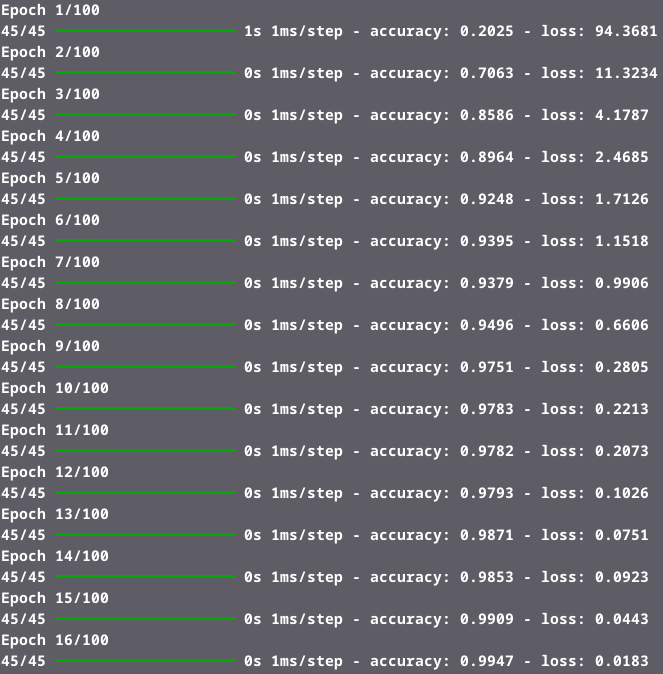 Epoch 1/100
45/45 ━━━━━━━━━━━━━━━━━━━━ 1s 1ms/step - accuracy: 0.2025 - loss: 94.3681
Epoch 2/100
45/45 ━━━━━━━━━━━━━━━━━━━━ 0s 1ms/step - accuracy: 0.7063 - loss: 11.3234
Epoch 3/100
45/45 ━━━━━━━━━━━━━━━━━━━━ 0s 1ms/step - accuracy: 0.8586 - loss: 4.1787
Epoch 4/100
45/45 ━━━━━━━━━━━━━━━━━━━━ 0s 1ms/step - accuracy: 0.8964 - loss: 2.4685
Epoch 5/100
45/45 ━━━━━━━━━━━━━━━━━━━━ 0s 1ms/step - accuracy: 0.9248 - loss: 1.7126
Epoch 6/100
45/45 ━━━━━━━━━━━━━━━━━━━━ 0s 1ms/step - accuracy: 0.9395 - loss: 1.1518
Epoch 7/100
45/45 ━━━━━━━━━━━━━━━━━━━━ 0s 1ms/step - accuracy: 0.9379 - loss: 0.9906
Epoch 8/100
45/45 ━━━━━━━━━━━━━━━━━━━━ 0s 1ms/step - accuracy: 0.9496 - loss: 0.6606
Epoch 9/100
45/45 ━━━━━━━━━━━━━━━━━━━━ 0s 1ms/step - accuracy: 0.9751 - loss: 0.2805
Epoch 10/100
45/45 ━━━━━━━━━━━━━━━━━━━━ 0s 1ms/step - accuracy: 0.9783 - loss: 0.2213
Epoch 11/100
45/45 ━━━━━━━━━━━━━━━━━━━━ 0s 1ms/step - accuracy: 0.9782 - loss: 0.2073
Epoch 12/100
45/45 ━━━━━━━━━━━━━━━━━━━━ 0s 1ms/step - accuracy: 0.9793 - loss: 0.1026
Epoch 13/100
45/45 ━━━━━━━━━━━━━━━━━━━━ 0s 1ms/step - accuracy: 0.9871 - loss: 0.0751
Epoch 14/100
45/45 ━━━━━━━━━━━━━━━━━━━━ 0s 1ms/step - accuracy: 0.9853 - loss: 0.0923
Epoch 15/100
45/45 ━━━━━━━━━━━━━━━━━━━━ 0s 1ms/step - accuracy: 0.9909 - loss: 0.0443
Epoch 16/100
45/45 ━━━━━━━━━━━━━━━━━━━━ 0s 1ms/step - accuracy: 0.9947 - loss: 0.0183